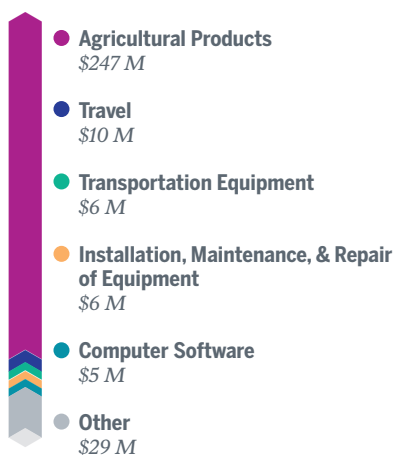 Agricultural Products
$247 M
Travel
$10 M
Transportation Equipment
$6 M
Installation, Maintenance, & Repair
of Equipment
$6 M
Computer Software
$5 M
Other
$29 M